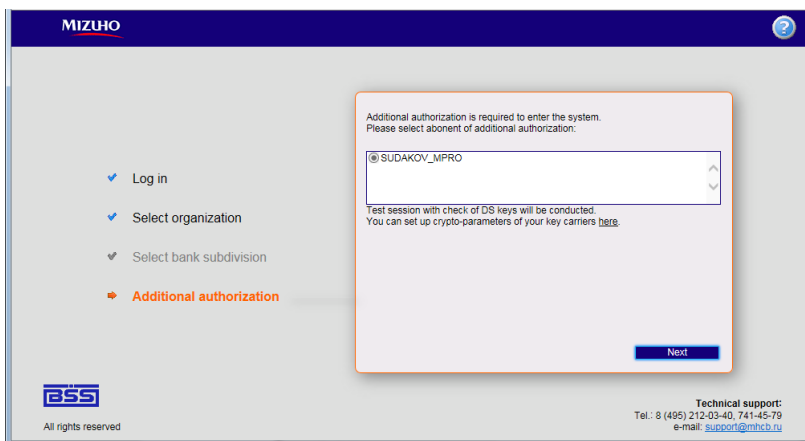 MIZUHO
Additional authorization is required to enter the system.
Please select abonent of additional authorization:
SUDAKOV_MPRO
Test session with check of DS keys will be conducted.
You can set up crypto-parameters of your key carriers here.
Log in
Select organization
Select bank subdivision
Additional authorization
Next
BSS
All rights reserved
Technical support:
Tel.: 8 (495) 212-03-40, 741-45-79
e-mail: support@mhcb.ru